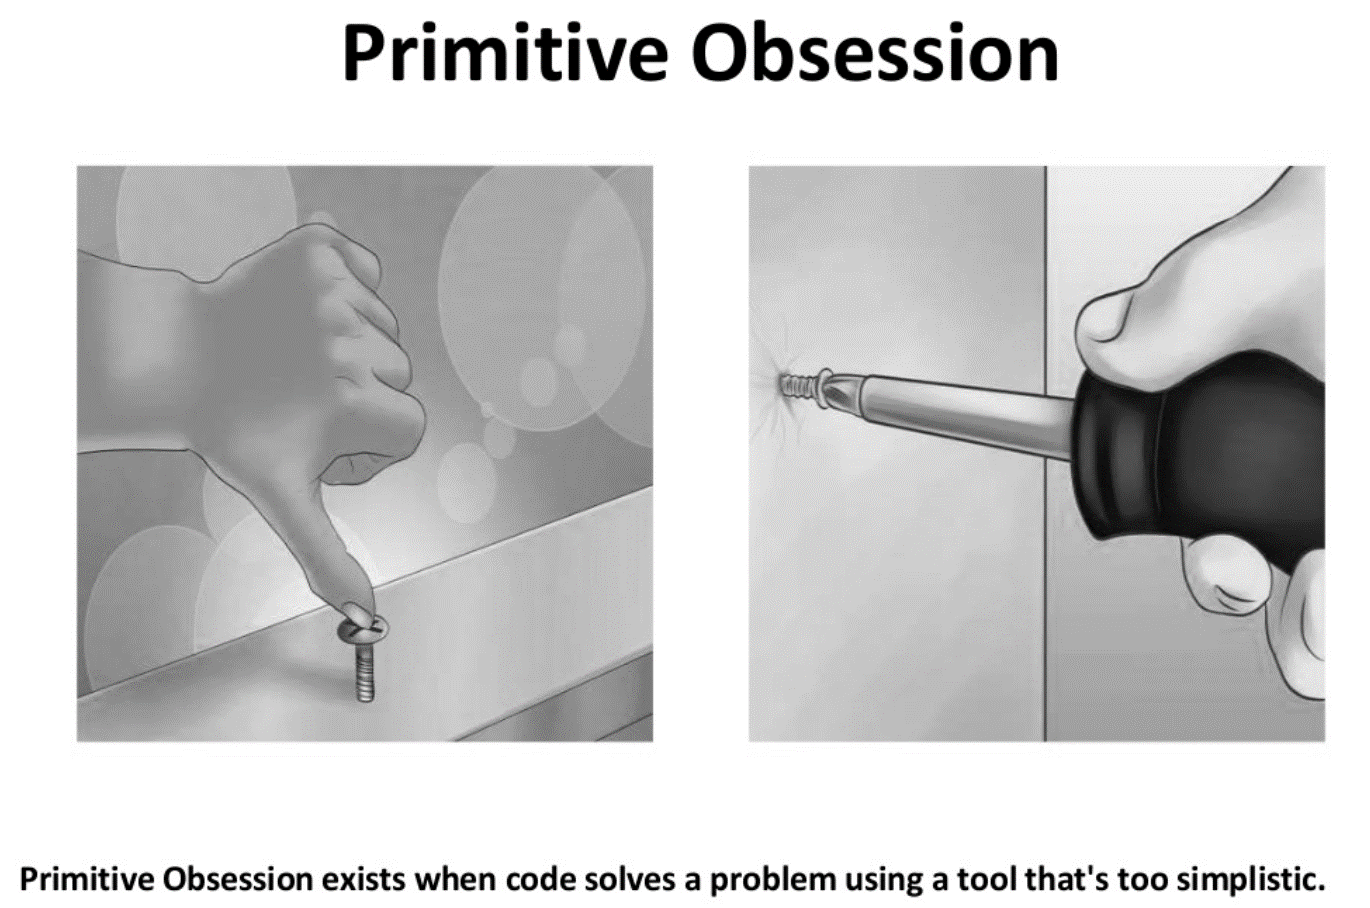 Primitive Obsession
Primitive Obsession exists when code solves a problem using a tool that's too simplistic.